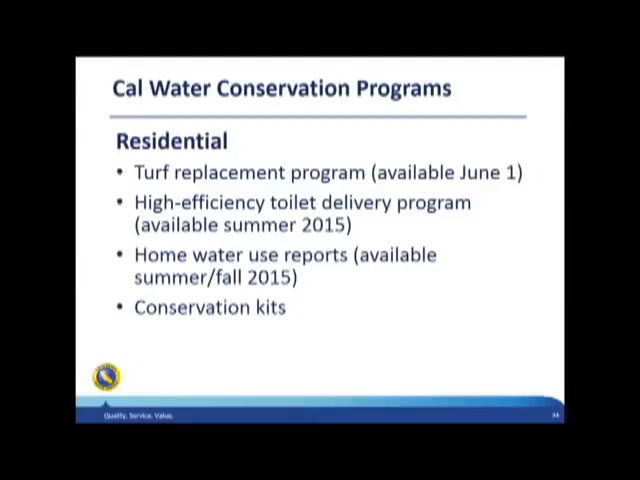 Cal Water Conservation Programs
Residential
• Turf replacement program (available June 1)
• High-efficiency toilet delivery program
(available summer 2015)
• Home water use reports (available
summer/fall 2015)
• Conservation kits
Quality. Service. Value.
34